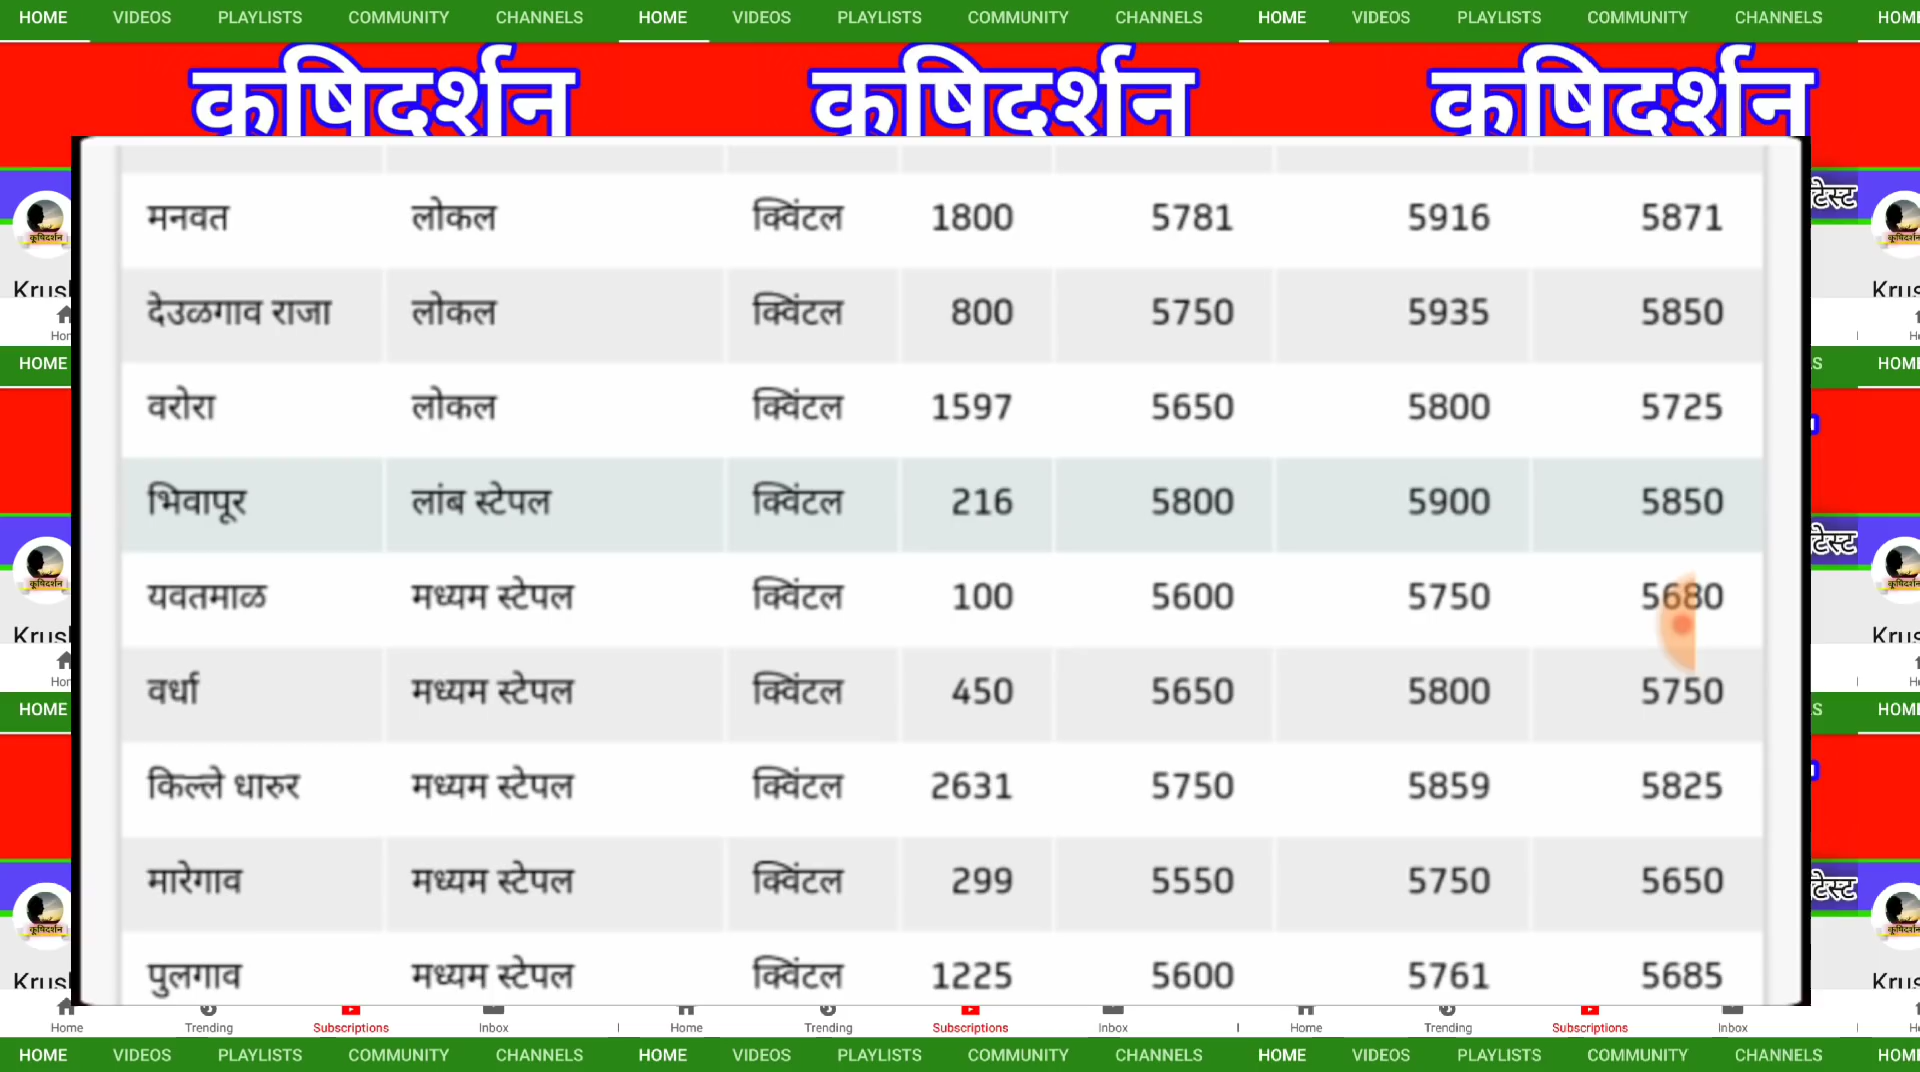 HOME VIDEOS PLAYLISTS COMMUNITY CHANNELS HOME VIDEOS PLAYLISTS COMMUNITY CHANNELS HOME VIDEOS PLAYLISTS COMMUNITY CHANNELS
कृषिदर्शन कृषिदर्शन कृषिदर्शन
मनवत लोकल क्विंटल 1800 5781 5916 5871
देउळगाव राजा लोकल क्विंटल 800 5750 5935 5850
वरोरा लोकल क्विंटल 1597 5650 5800 5725
भिवापूर लांब स्टेपल क्विंटल 216 5800 5900 5850
यवतमाळ मध्यम स्टेपल क्विंटल 100 5600 5750 5680
वर्धा मध्यम स्टेपल क्विंटल 450 5650 5800 5750
किल्ले धारुर मध्यम स्टेपल क्विंटल 2631 5750 5859 5825
मारेगाव मध्यम स्टेपल क्विंटल 299 5550 5750 5650
पुलगाव मध्यम स्टेपल क्विंटल 1225 5600 5761 5685
Home Trending Subscriptions Inbox Home Trending Subscriptions Inbox Home Trending Subscriptions Inbox
HOME VIDEOS PLAYLISTS COMMUNITY CHANNELS HOME VIDEOS PLAYLISTS COMMUNITY CHANNELS HOME VIDEOS PLAYLISTS COMMUNITY CHANNELS